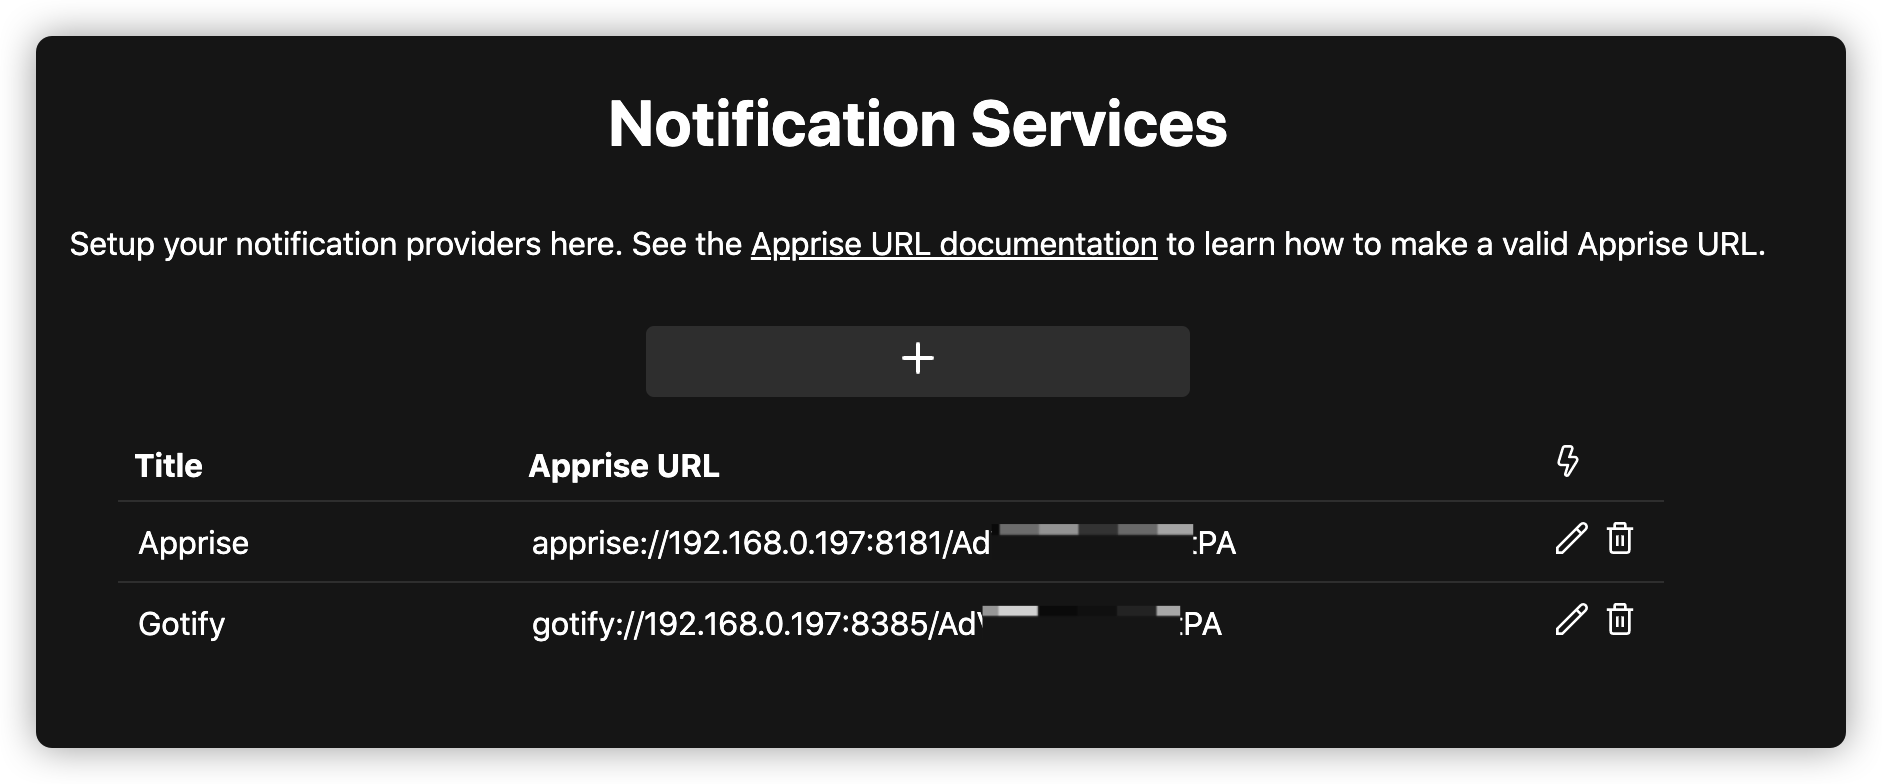 Notification Services
Setup your notification providers here. See the Apprise URL documentation to learn how to make a valid Apprise URL.
+
Title Apprise URL
Apprise apprise://192.168.0.197:8181/Ad PA
Gotify gotify://192.168.0.197:8385/Ad PA